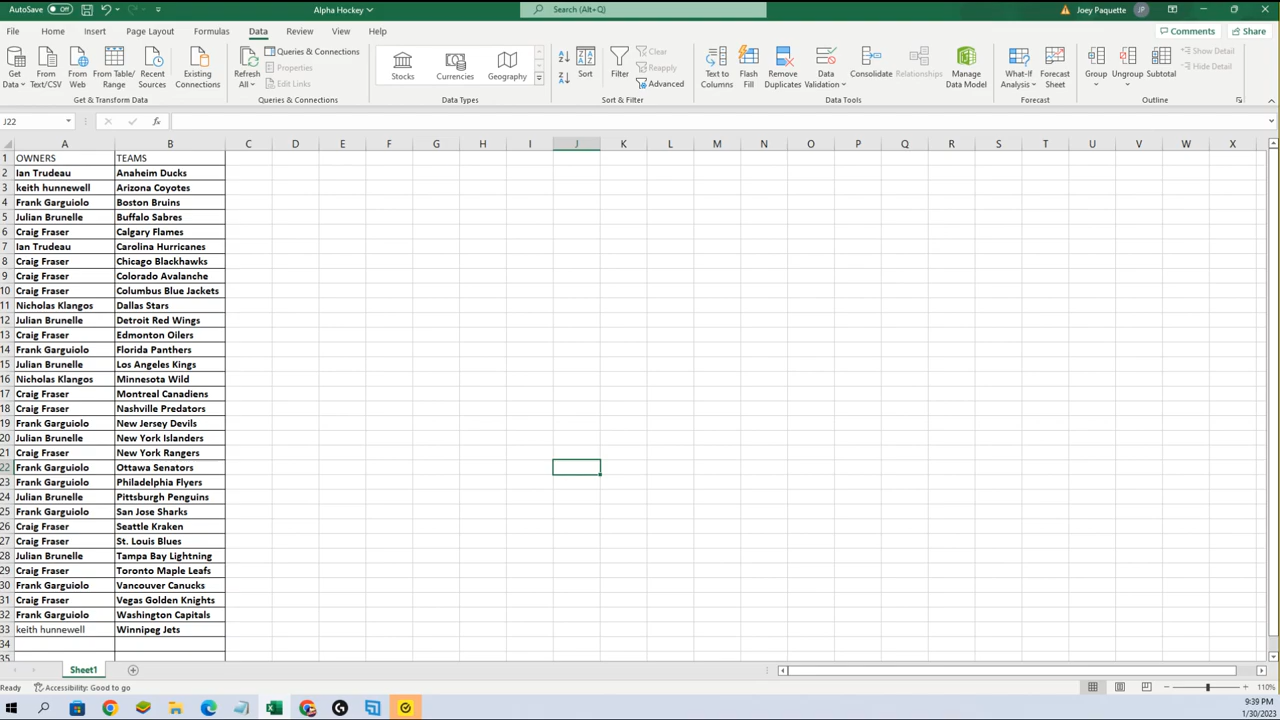 AutoSave Off Alpha Hockey Search (Alt+Q) Joey Paquette JP
File Home Insert Page Layout Formulas Data Review View Help Comments Share
Get Data From Text/CSV From Web From Table/ Range Recent Sources Existing Connections Refresh All Queries & Connections Properties Edit Links Stocks Currencies Geography Sort Filter Clear Reapply Advanced Text to Columns Flash Fill Remove Duplicates Data Validation Consolidate Relationships Manage Data Model What-If Analysis Forecast Sheet Group Ungroup Subtotal Show Detail Hide Detail
Get & Transform Data Queries & Connections Data Types Sort & Filter Data Tools Forecast Outline
J22 fx
A B C D E F G H I J K L M N O P Q R S T U V W X
1 OWNERS TEAMS
2 Ian Trudeau Anaheim Ducks
3 keith hunnewell Arizona Coyotes
4 Frank Garguiolo Boston Bruins
5 Julian Brunelle Buffalo Sabres
6 Craig Fraser Calgary Flames
7 Ian Trudeau Carolina Hurricanes
8 Craig Fraser Chicago Blackhawks
9 Craig Fraser Colorado Avalanche
10 Craig Fraser Columbus Blue Jackets
11 Nicholas Klangos Dallas Stars
12 Julian Brunelle Detroit Red Wings
13 Craig Fraser Edmonton Oilers
14 Frank Garguiolo Florida Panthers
15 Julian Brunelle Los Angeles Kings
16 Nicholas Klangos Minnesota Wild
17 Craig Fraser Montreal Canadiens
18 Craig Fraser Nashville Predators
19 Frank Garguiolo New Jersey Devils
20 Julian Brunelle New York Islanders
21 Craig Fraser New York Rangers
22 Frank Garguiolo Ottawa Senators
23 Frank Garguiolo Philadelphia Flyers
24 Julian Brunelle Pittsburgh Penguins
25 Frank Garguiolo San Jose Sharks
26 Craig Fraser Seattle Kraken
27 Craig Fraser St. Louis Blues
28 Julian Brunelle Tampa Bay Lightning
29 Craig Fraser Toronto Maple Leafs
30 Frank Garguiolo Vancouver Canucks
31 Craig Fraser Vegas Golden Knights
32 Frank Garguiolo Washington Capitals
33 keith hunnewell Winnipeg Jets
34
35
Sheet1
Ready Accessibility: Good to go 110%
9:39 PM
1/30/2023